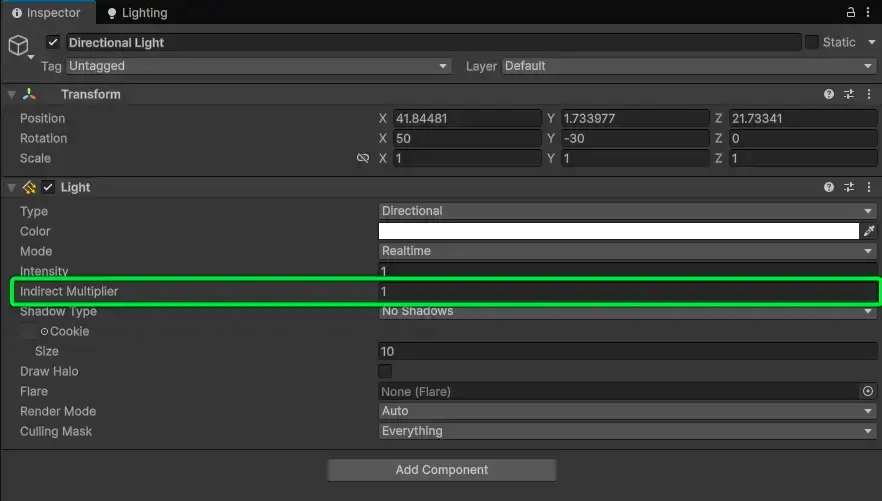 Inspector Lighting
Directional Light Static
Tag Untagged Layer Default
Transform
Position X 41.84481 Y 1.733977 Z 21.73341
Rotation X 50 Y -30 Z 0
Scale X 1 Y 1 Z 1
Light
Type Directional
Color
Mode Realtime
Intensity 1
Indirect Multiplier 1
Shadow Type No Shadows
Cookie
Size 10
Draw Halo
Flare None (Flare)
Render Mode Auto
Culling Mask Everything
Add Component